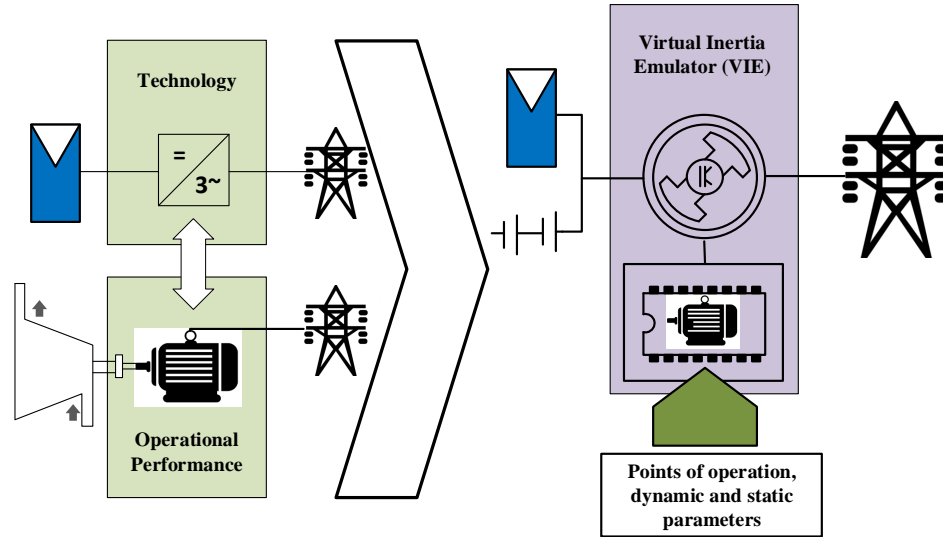 Technology
=
3~
Operational
Performance
Virtual Inertia
Emulator (VIE)
Points of operation,
dynamic and static
parameters